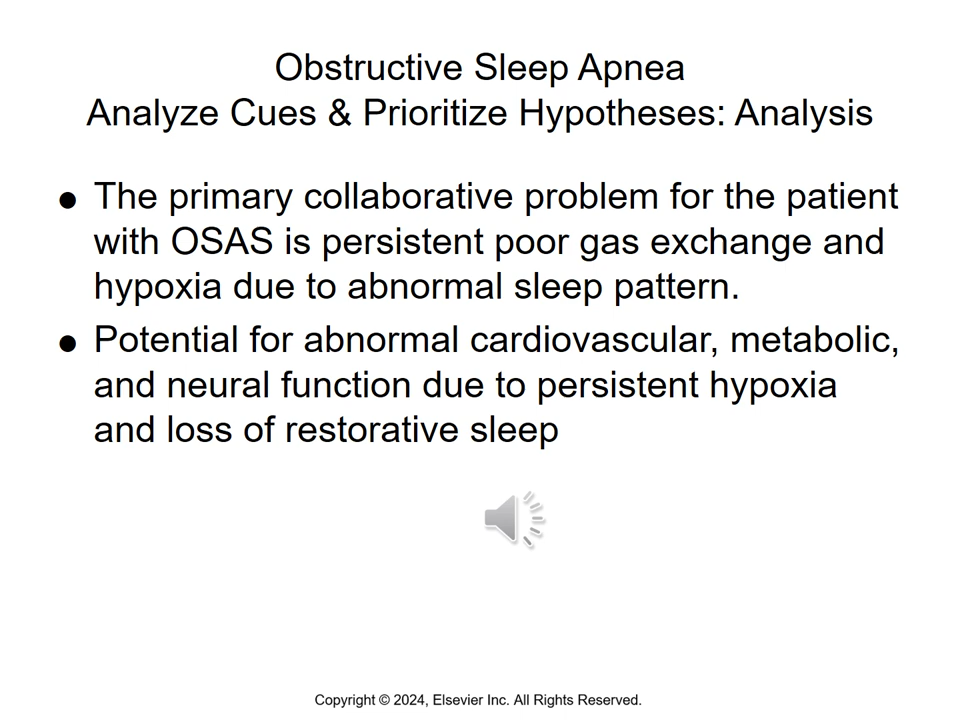 Obstructive Sleep Apnea
Analyze Cues & Prioritize Hypotheses: Analysis
● The primary collaborative problem for the patient
with OSAS is persistent poor gas exchange and
hypoxia due to abnormal sleep pattern.
● Potential for abnormal cardiovascular, metabolic,
and neural function due to persistent hypoxia
and loss of restorative sleep
Copyright © 2024, Elsevier Inc. All Rights Reserved.